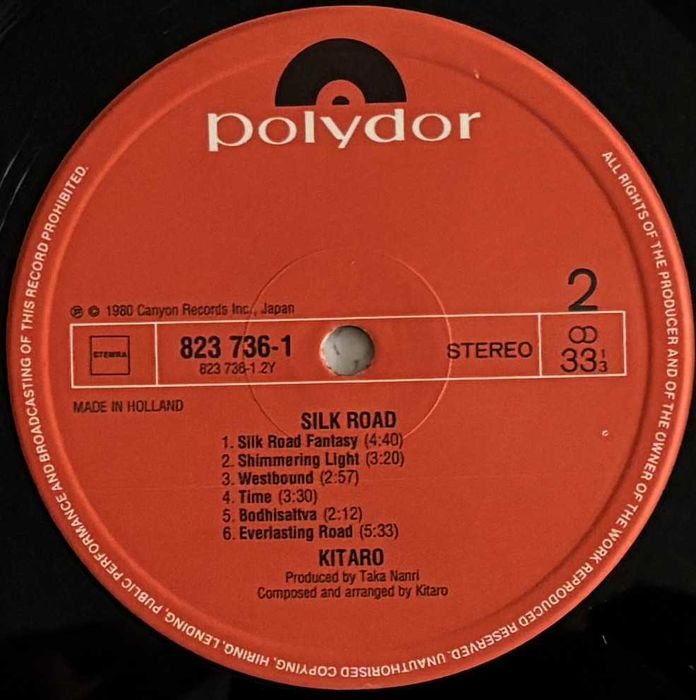 polydor
2
℗ © 1980 Canyon Records Inc., Japan
STEMRA
823 736-1
823 736-1.2Y
STEREO
33 1/3
MADE IN HOLLAND
SILK ROAD
1. Silk Road Fantasy (4:40)
2. Shimmering Light (3:20)
3. Westbound (2:57)
4. Time (3:30)
5. Bodhisaltva (2:12)
6. Everlasting Road (5:33)
KITARO
Produced by Taka Nanri
Composed and arranged by Kitaro
ALL RIGHTS OF THE PRODUCER AND OF THE OWNER OF THE WORK REPRODUCED RESERVED. UNAUTHORISED COPYING, HIRING, LENDING, PUBLIC PERFORMANCE AND BROADCASTING OF THIS RECORD PROHIBITED.